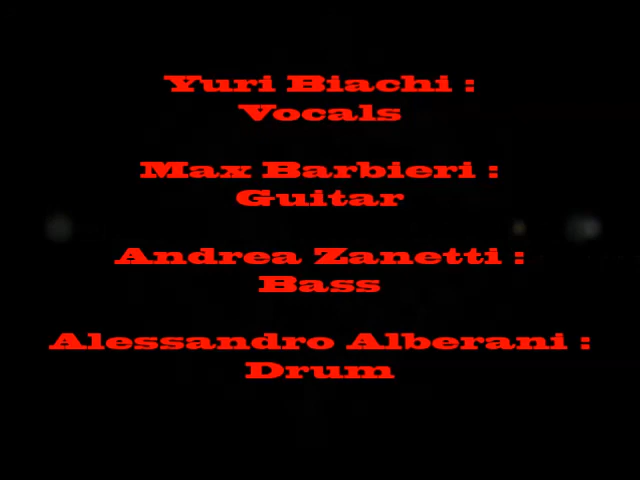 Yuri Biachi :
Vocals
Max Barbieri :
Guitar
Andrea Zanetti :
Bass
Alessandro Alberani :
Drum